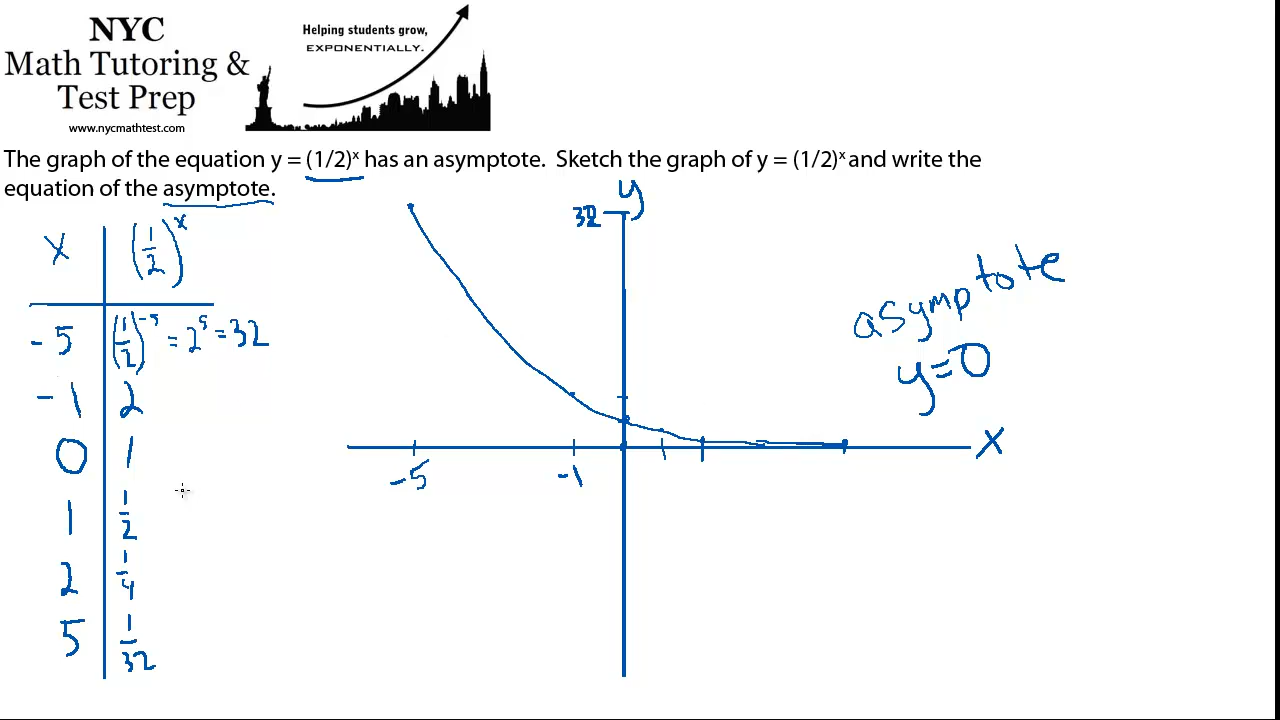 NYC
Math Tutoring &
Test Prep
www.nycmathtest.com
Helping students grow,
EXPONENTIALLY.
The graph of the equation y = (1/2)ˣ has an asymptote. Sketch the graph of y = (1/2)ˣ and write the
equation of the asymptote.
x (1/2)ˣ
-5 (1/2)⁻⁵ = 2⁵ = 32
-1 2
0 1
1 1/2
2 1/4
5 1/32
y
32
-5 -1 1
x
asymptote
y=0